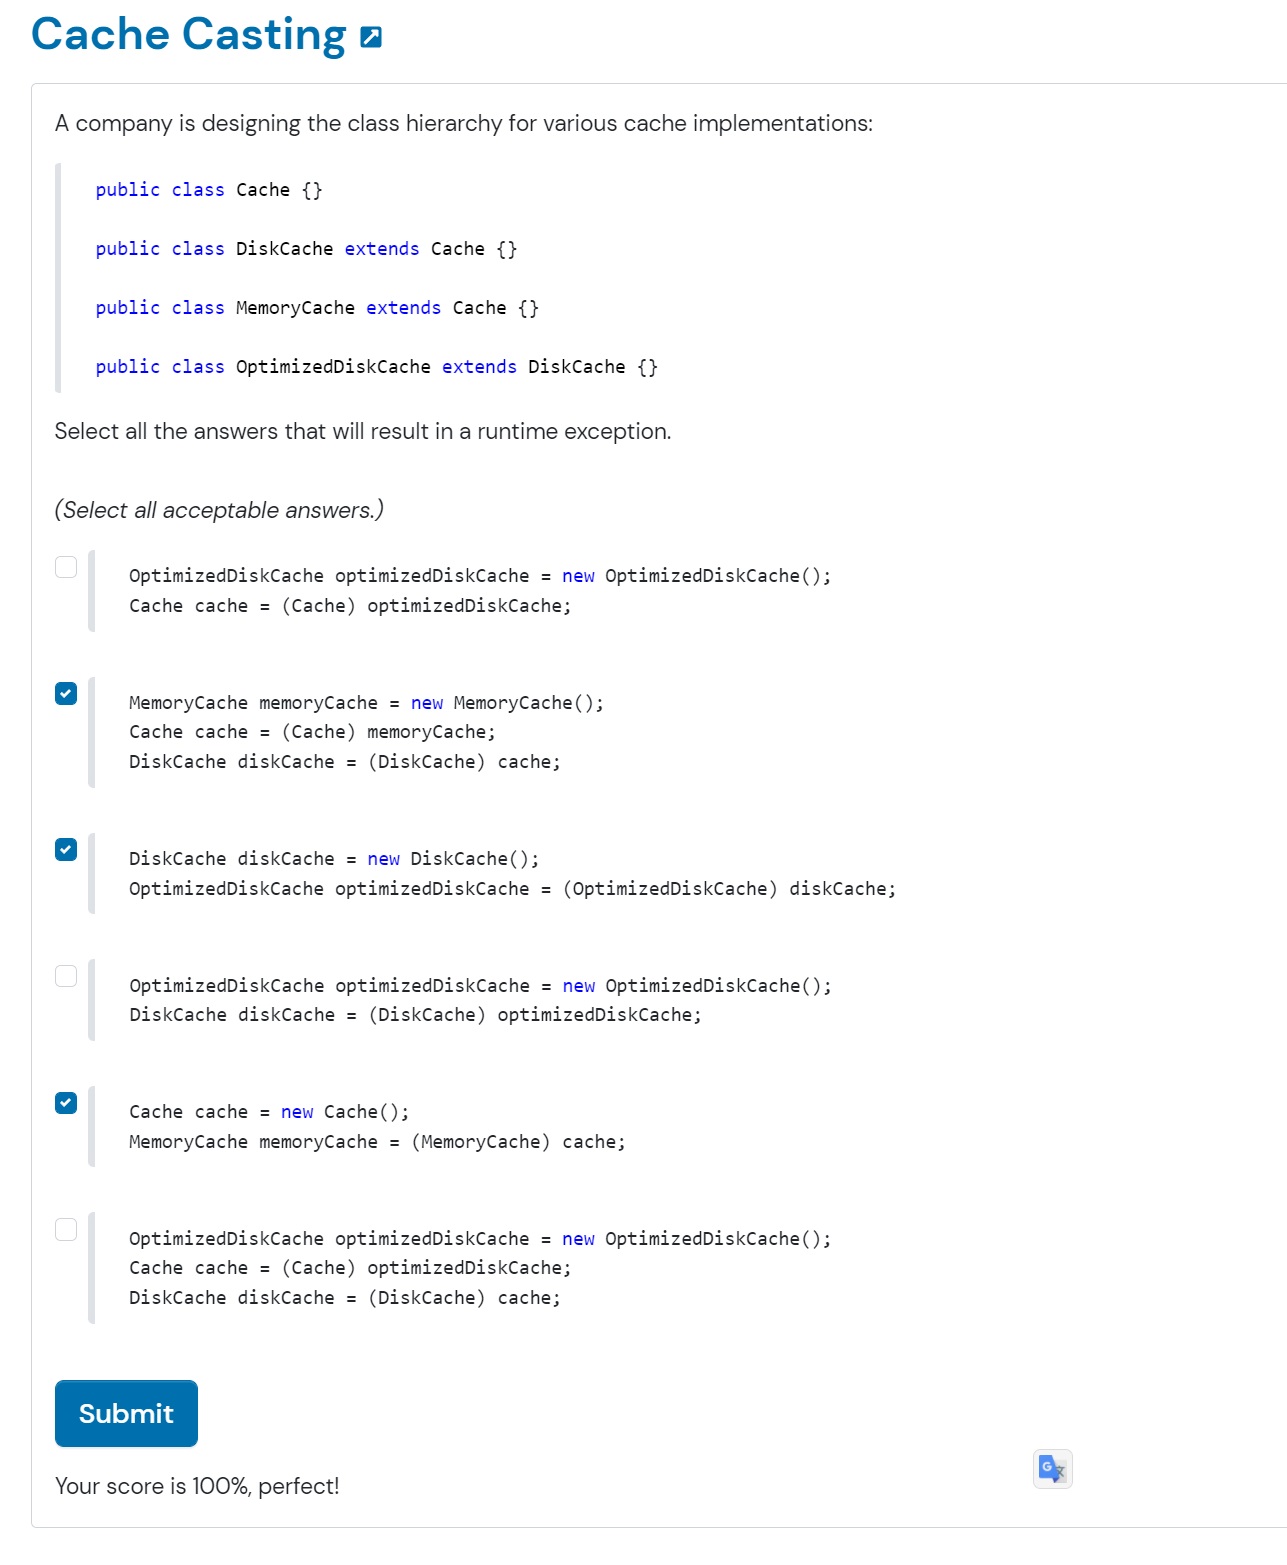 Cache Casting
A company is designing the class hierarchy for various cache implementations:
public class Cache {}
public class DiskCache extends Cache {}
public class MemoryCache extends Cache {}
public class OptimizedDiskCache extends DiskCache {}
Select all the answers that will result in a runtime exception.
(Select all acceptable answers.)
OptimizedDiskCache optimizedDiskCache = new OptimizedDiskCache();
Cache cache = (Cache) optimizedDiskCache;
MemoryCache memoryCache = new MemoryCache();
Cache cache = (Cache) memoryCache;
DiskCache diskCache = (DiskCache) cache;
DiskCache diskCache = new DiskCache();
OptimizedDiskCache optimizedDiskCache = (OptimizedDiskCache) diskCache;
OptimizedDiskCache optimizedDiskCache = new OptimizedDiskCache();
DiskCache diskCache = (DiskCache) optimizedDiskCache;
Cache cache = new Cache();
MemoryCache memoryCache = (MemoryCache) cache;
OptimizedDiskCache optimizedDiskCache = new OptimizedDiskCache();
Cache cache = (Cache) optimizedDiskCache;
DiskCache diskCache = (DiskCache) cache;
Submit
G 文
Your score is 100%, perfect!